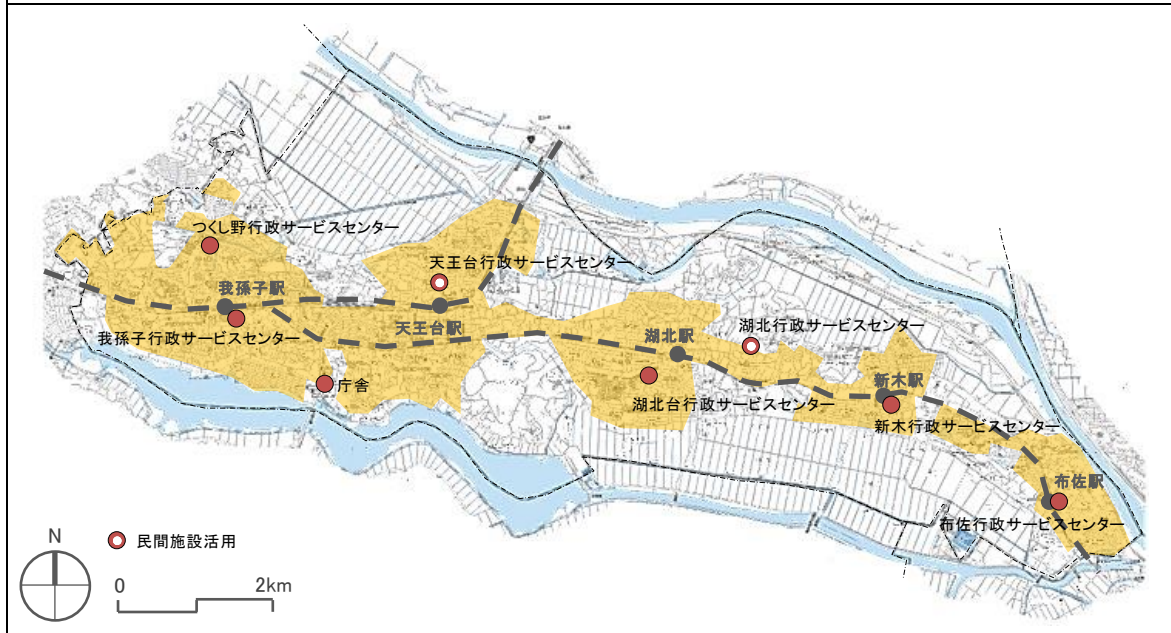 つくし野行政サービスセンター
天王台行政サービスセンター
我孫子駅
天王台駅
我孫子行政サービスセンター
庁舎
湖北駅
湖北行政サービスセンター
湖北台行政サービスセンター
新木駅
新木行政サービスセンター
布佐駅
布佐行政サービスセンター
N
民間施設活用
0 2km